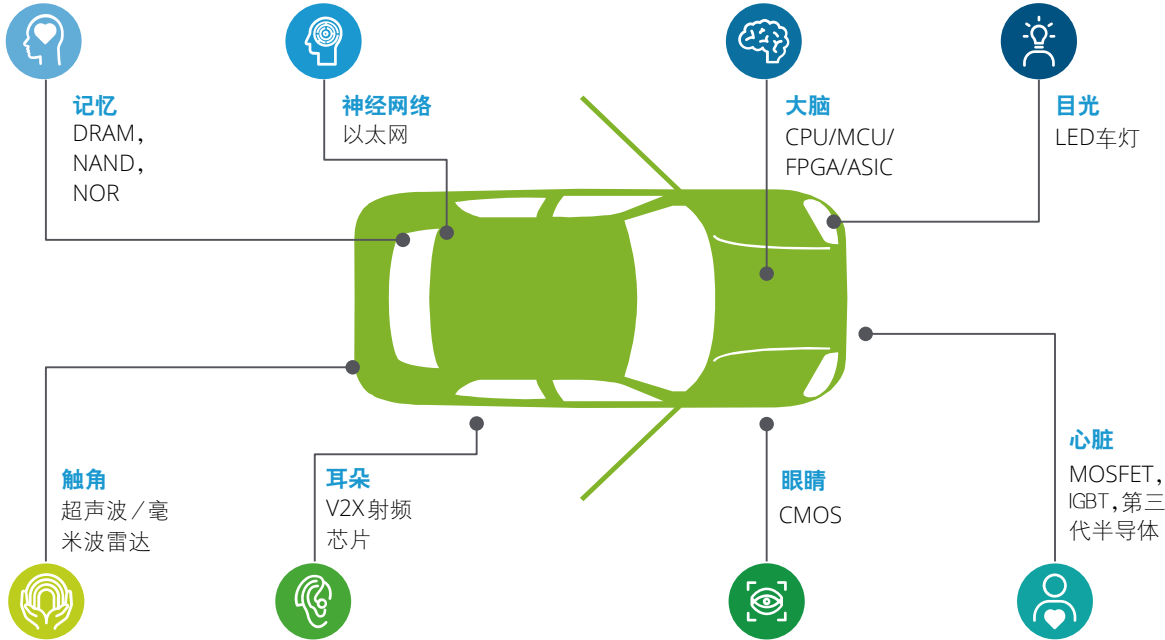 记忆
DRAM，
NAND，
NOR
神经网络
以太网
大脑
CPU/MCU/
FPGA/ASIC
目光
LED车灯
触角
超声波／毫
米波雷达
耳朵
V2X射频
芯片
眼睛
CMOS
心脏
MOSFET，
IGBT，第三
代半导体